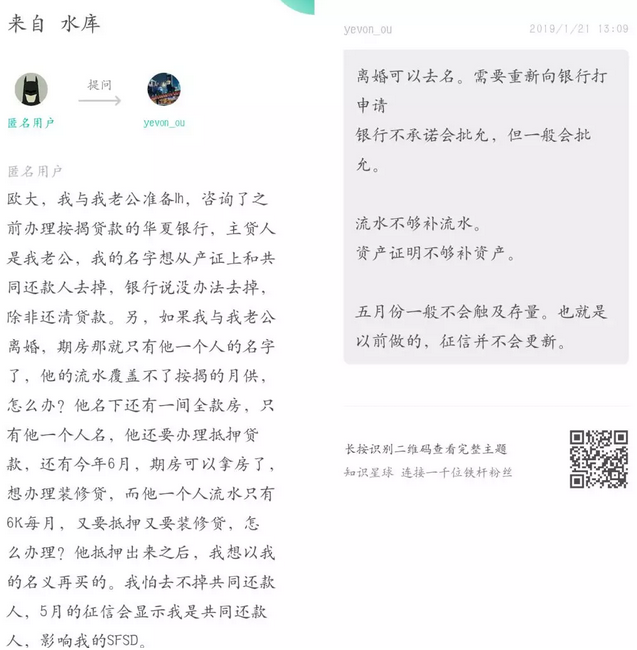 来自 水库
提问
匿名用户
yevon_ou
匿名用户
欧大，我与我老公准备lh，咨询了之
前办理按揭贷款的华夏银行，主贷人
是我老公，我的名字想从产证上和共
同还款人去掉，银行说没办法去掉，
除非还清贷款。另，如果我与我老公
离婚，期房那就只有他一个人的名字
了，他的流水覆盖不了按揭的月供，
怎么办？他名下还有一间全款房，只
有他一个人名，他还要办理抵押贷
款，还有今年6月，期房可以拿房了，
想办理装修贷，而他一个人流水只有
6K每月，又要抵押又要装修贷，怎
么办理？他抵押出来之后，我想以我
的名义再买的。我怕去不掉共同还款
人，5月的征信会显示我是共同还款
人，影响我的SFSD。
yevon_ou
2019/1/21 13:09
离婚可以去名。需要重新向银行打
申请
银行不承诺会批允，但一般会批
允。
流水不够补流水。
资产证明不够补资产。
五月份一般不会触及存量。也就是
以前做的，征信并不会更新。
长按识别二维码查看完整主题
知识星球 连接一千位铁杆粉丝